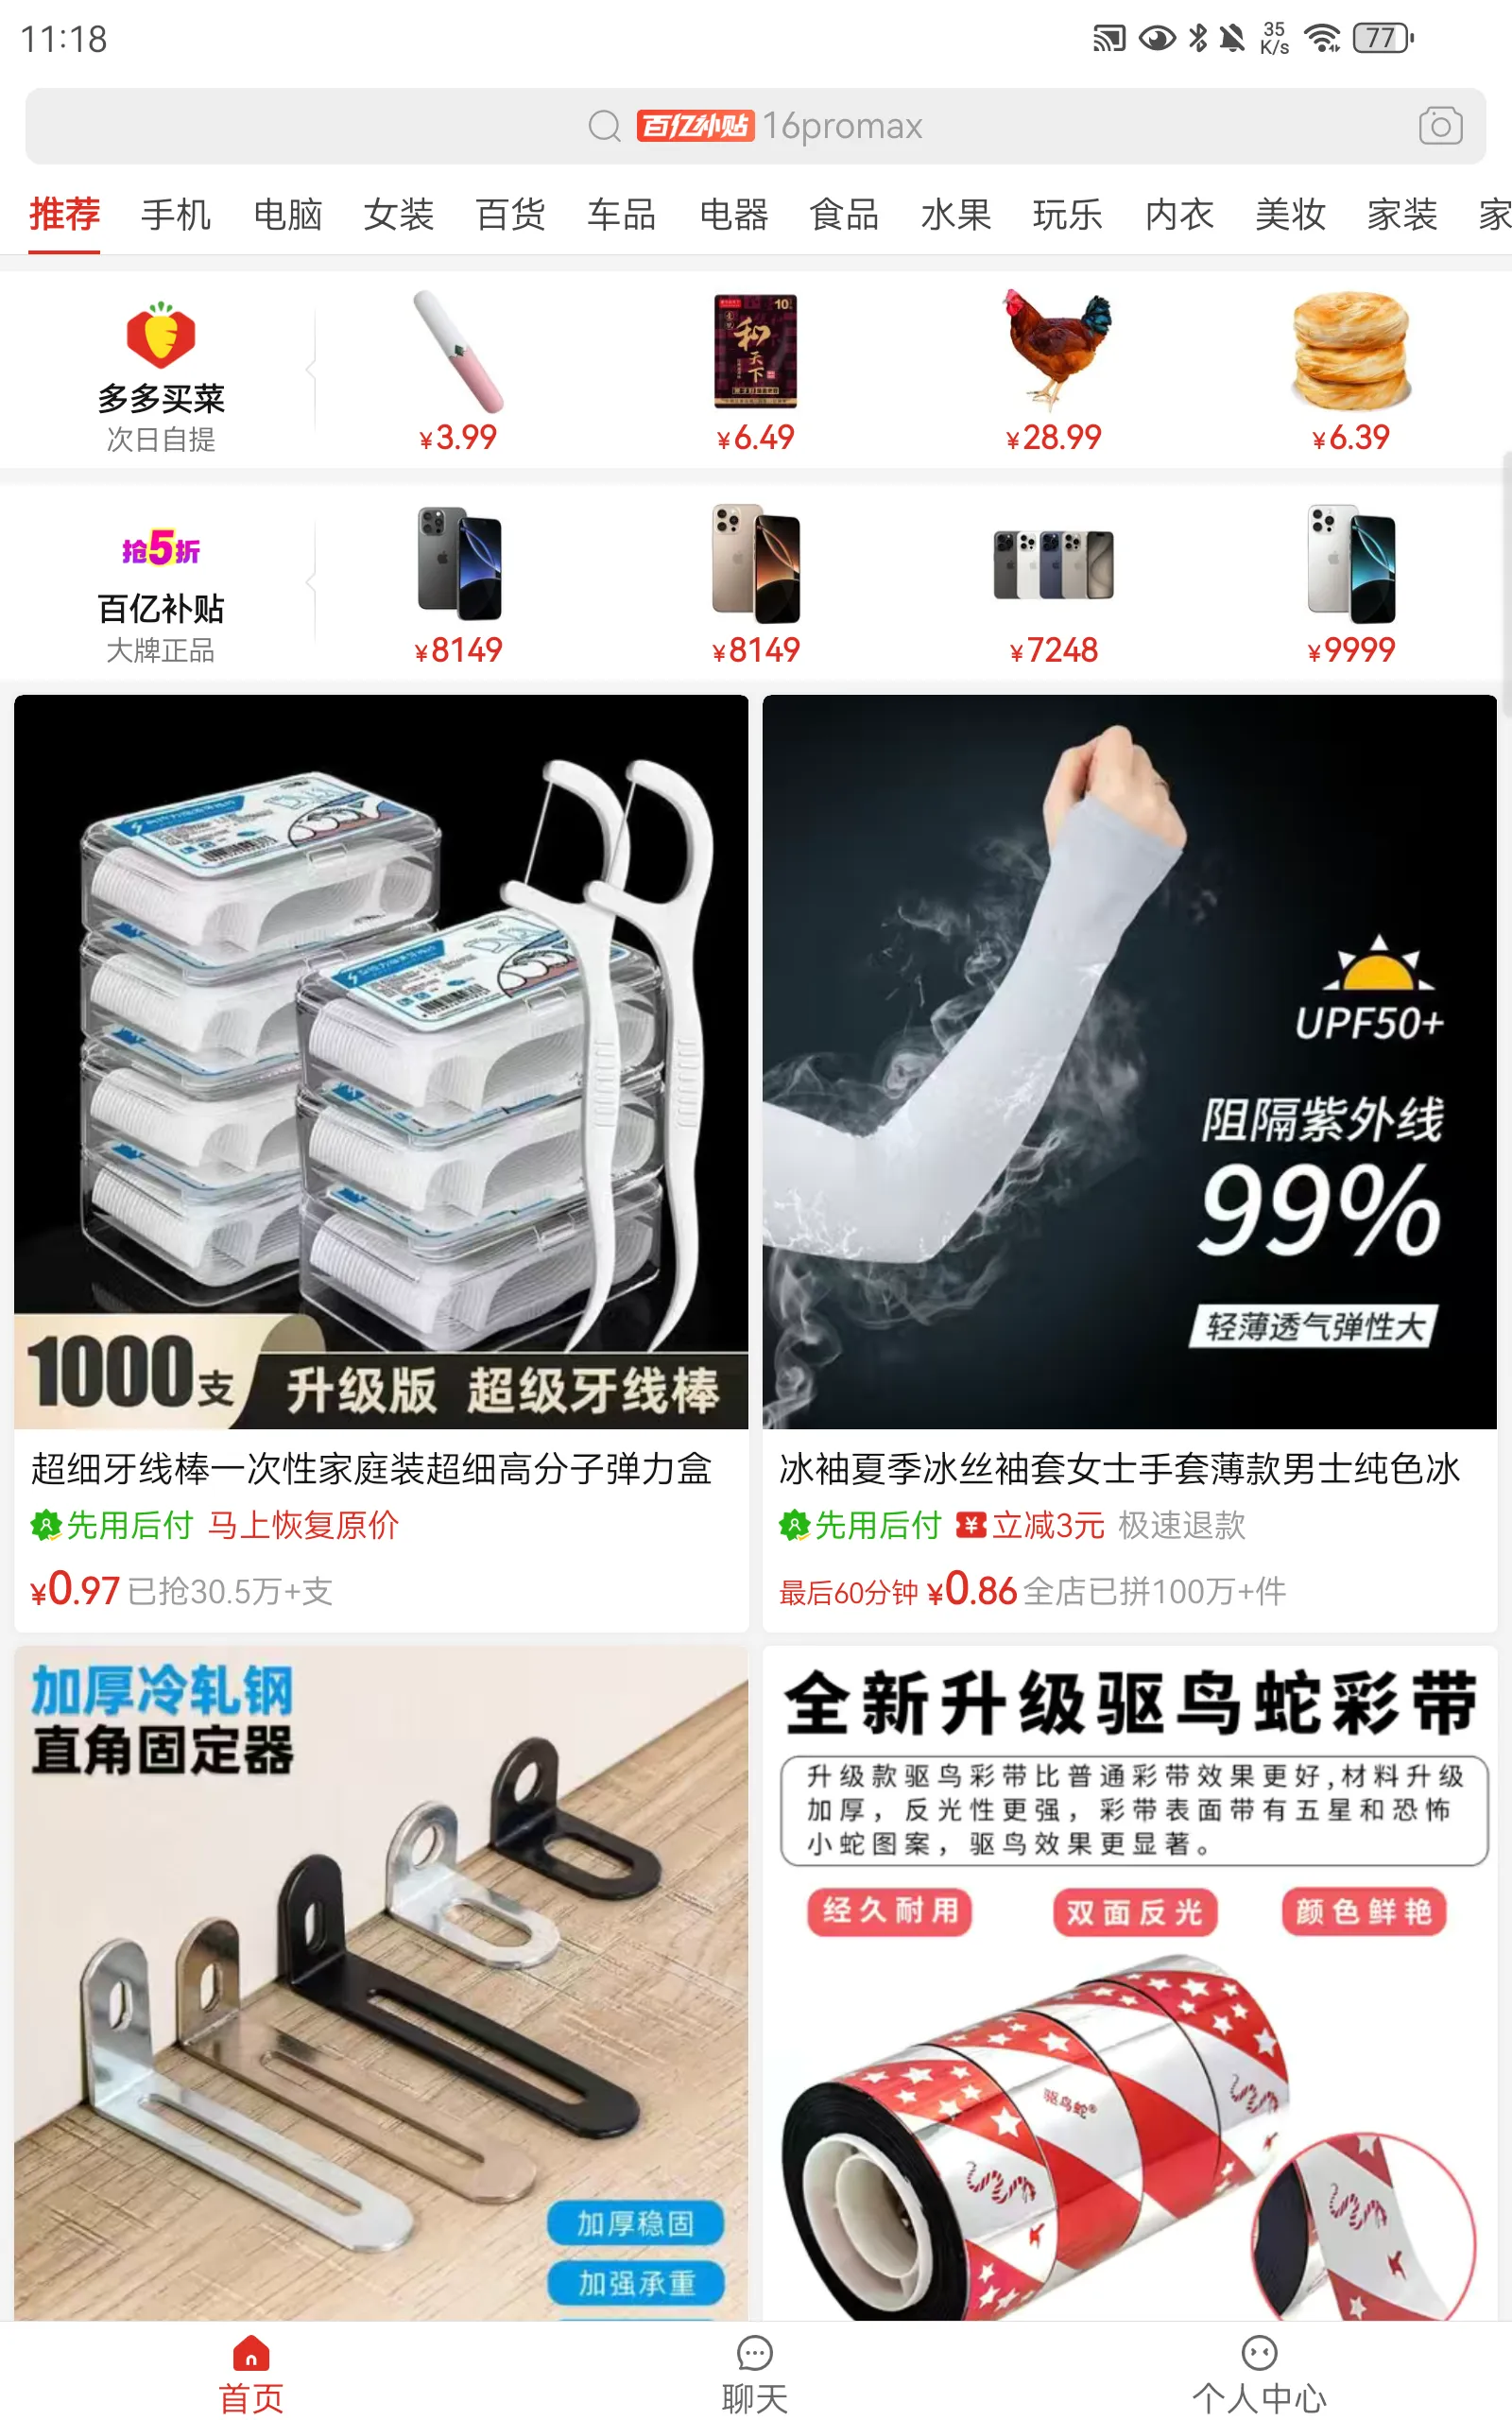 11:18
35
K/s
77
百亿补贴 16promax
推荐 手机 电脑 女装 百货 车品 电器 食品 水果 玩乐 内衣 美妆 家装 家
多多买菜
次日自提
10
和天下
¥3.99 ¥6.49 ¥28.99 ¥6.39
抢5折
百亿补贴
大牌正品
¥8149 ¥8149 ¥7248 ¥9999
1000支 升级版 超级牙线棒
超细牙线棒一次性家庭装超细高分子弹力盒
先用后付 马上恢复原价
¥0.97 已抢30.5万+支
UPF50+
阻隔紫外线
99%
轻薄透气弹性大
冰袖夏季冰丝袖套女士手套薄款男士纯色冰
先用后付 ¥ 立减3元 极速退款
最后60分钟 ¥0.86 全店已拼100万+件
加厚冷轧钢
直角固定器
加厚稳固
加强承重
全新升级驱鸟蛇彩带
升级款驱鸟彩带比普通彩带效果更好,材料升级
加厚，反光性更强，彩带表面带有五星和恐怖
小蛇图案，驱鸟效果更显著。
经久耐用 双面反光 颜色鲜艳
驱鸟蛇®
首页 聊天 个人中心